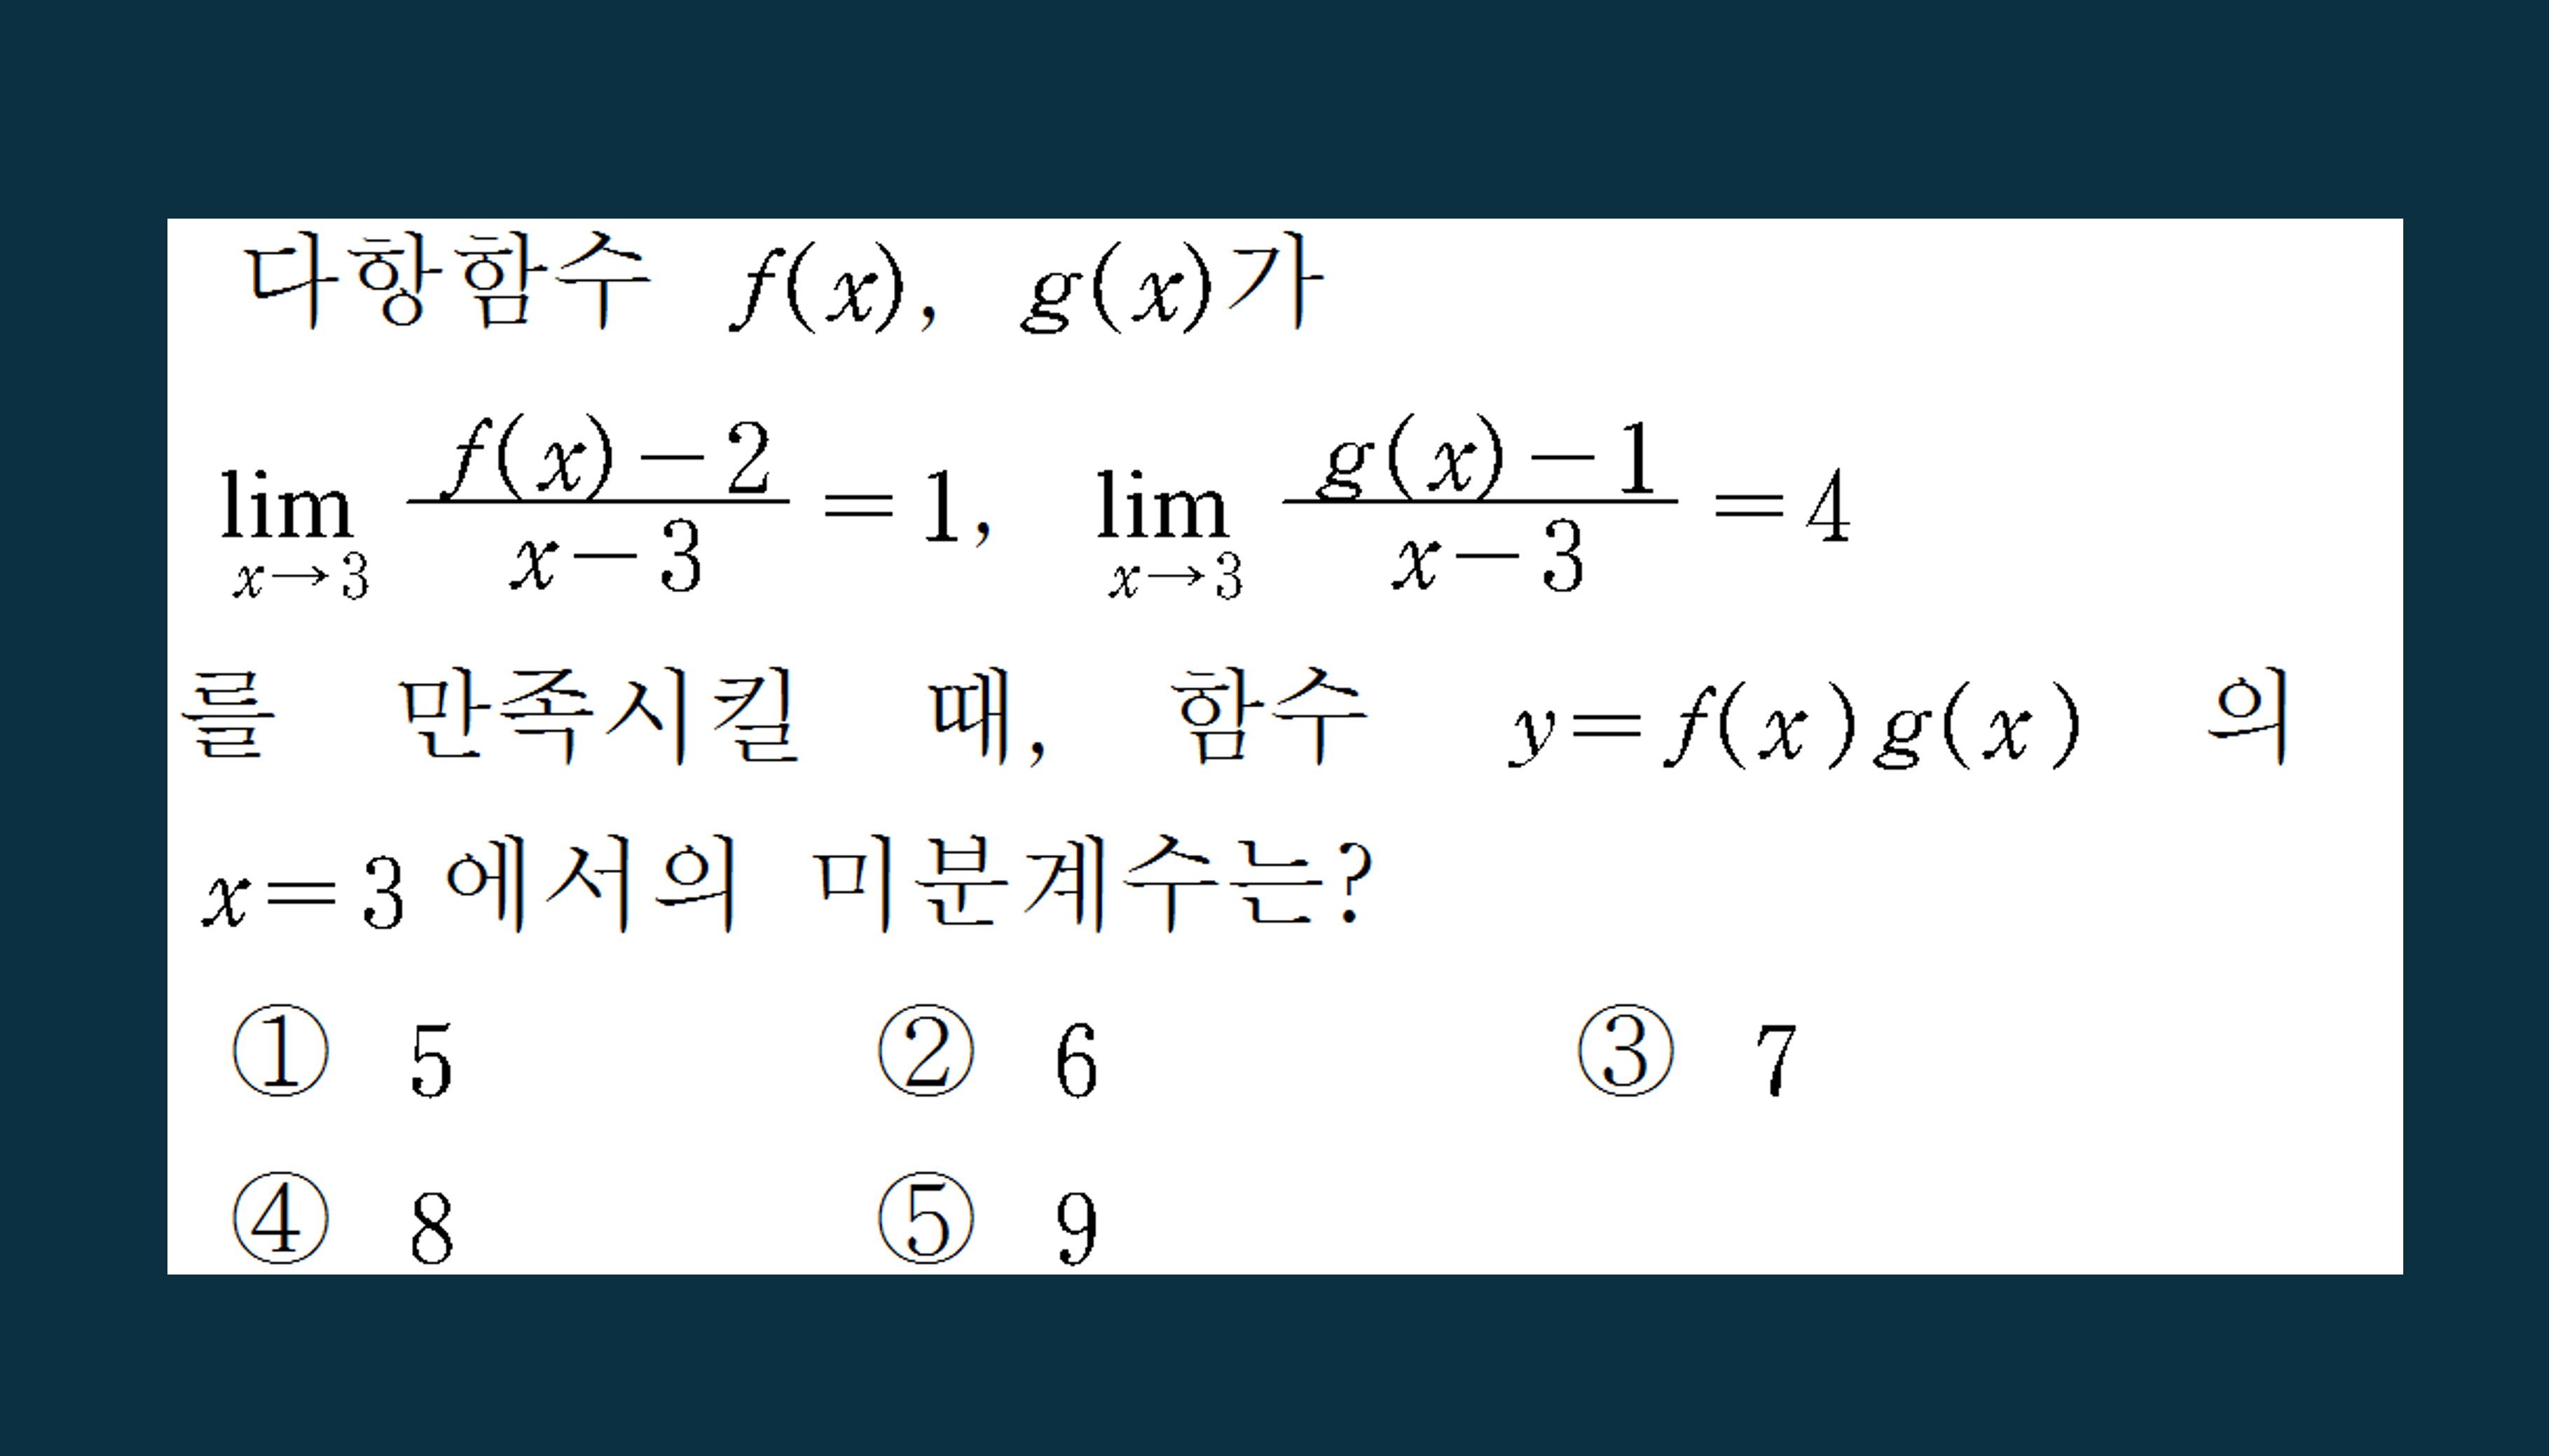 다항함수 f(x), g(x)가
lim_{x→3} \frac{f(x)-2}{x-3} = 1, lim_{x→3} \frac{g(x)-1}{x-3} = 4
를 만족시킬 때, 함수 y=f(x)g(x) 의
x=3 에서의 미분계수는?
① 5 ② 6 ③ 7
④ 8 ⑤ 9